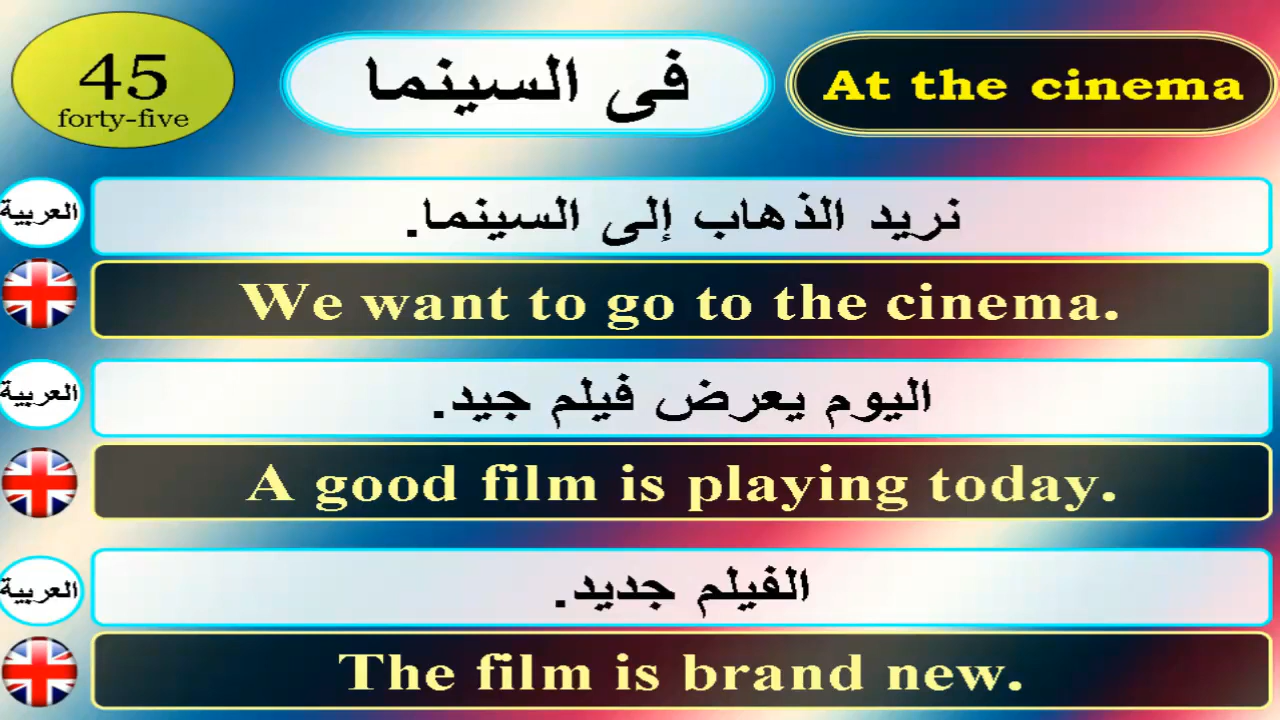 45
forty-five
فى السينما
At the cinema
العربية
نريد الذهاب إلى السينما.
We want to go to the cinema.
العربية
اليوم يعرض فيلم جيد.
A good film is playing today.
العربية
الفيلم جديد.
The film is brand new.